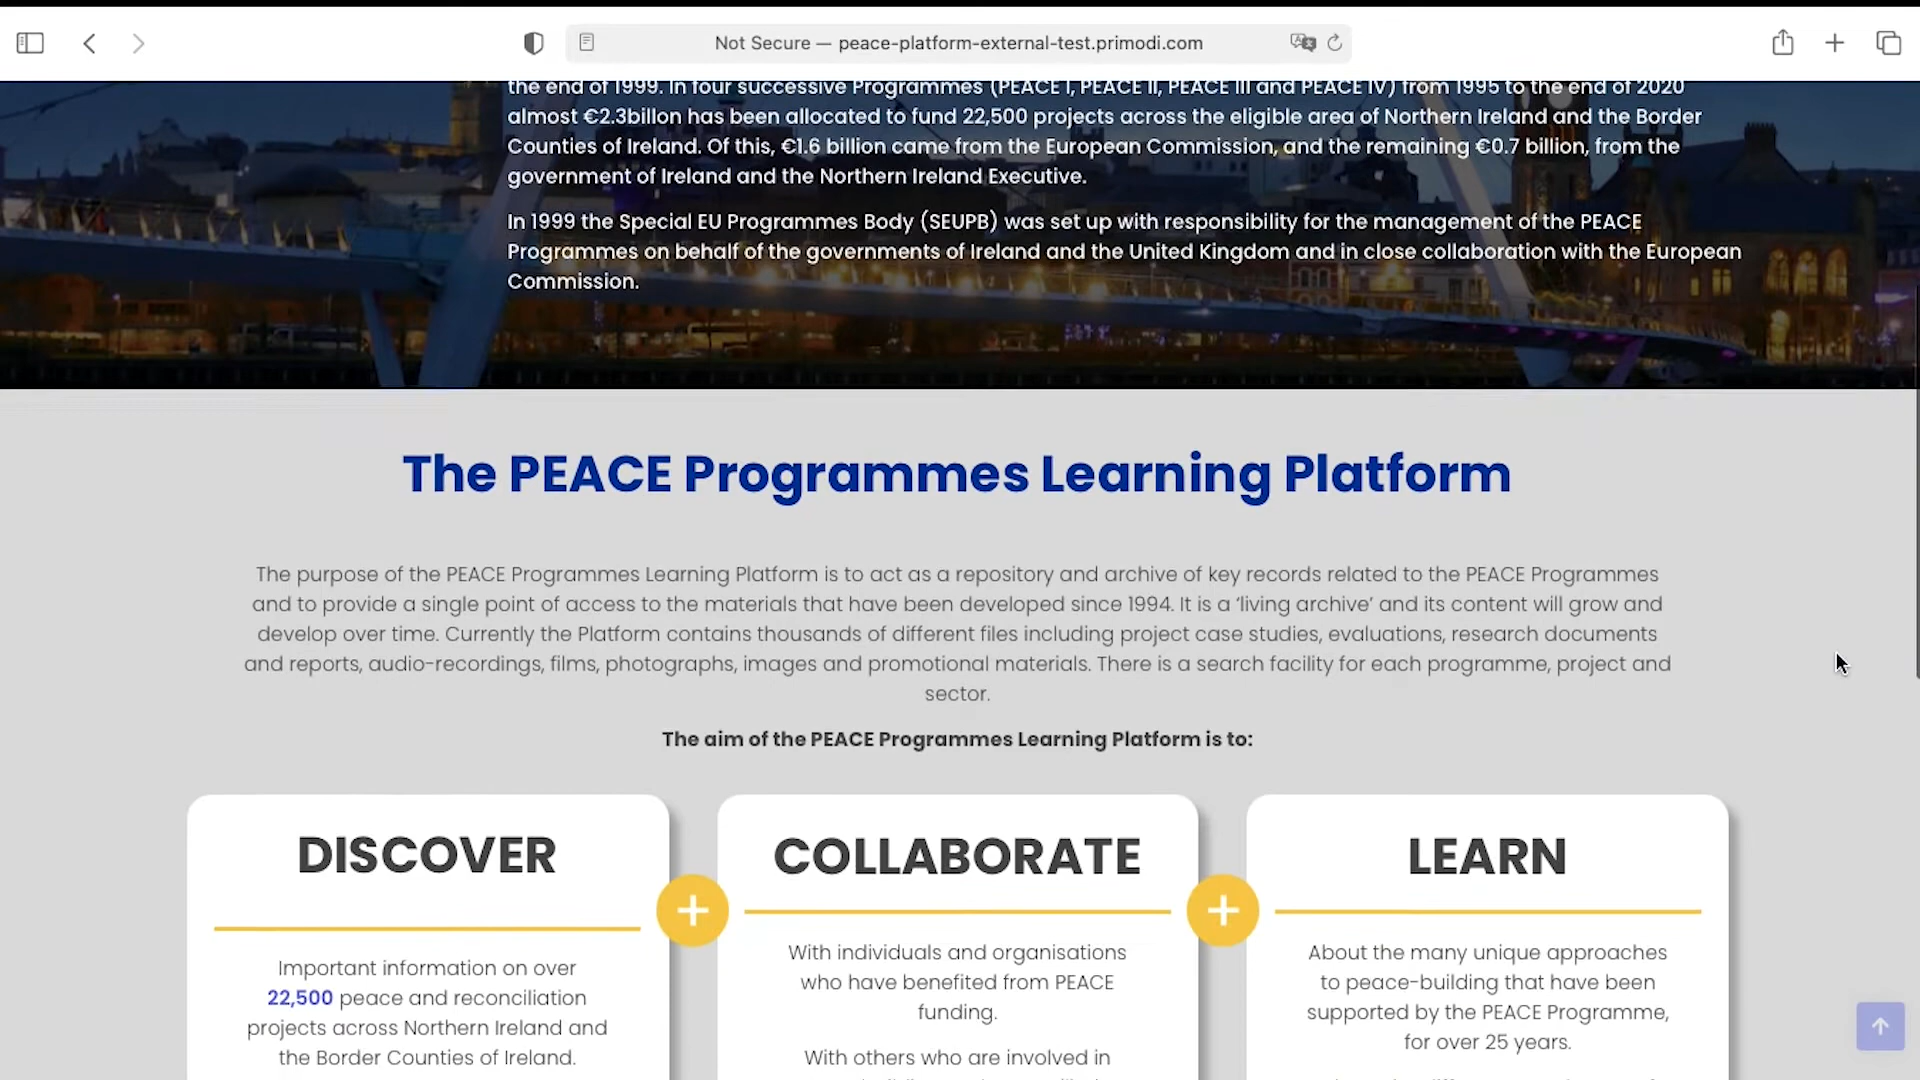 Not Secure — peace-platform-external-test.primodi.com
the end of 1999. In four successive Programmes (PEACE I, PEACE II, PEACE III and PEACE IV) from 1995 to the end of 2020
almost €2.3billon has been allocated to fund 22,500 projects across the eligible area of Northern Ireland and the Border
Counties of Ireland. Of this, €1.6 billion came from the European Commission, and the remaining €0.7 billion, from the
government of Ireland and the Northern Ireland Executive.
In 1999 the Special EU Programmes Body (SEUPB) was set up with responsibility for the management of the PEACE
Programmes on behalf of the governments of Ireland and the United Kingdom and in close collaboration with the European
Commission.
The PEACE Programmes Learning Platform
The purpose of the PEACE Programmes Learning Platform is to act as a repository and archive of key records related to the PEACE Programmes
and to provide a single point of access to the materials that have been developed since 1994. It is a ‘living archive’ and its content will grow and
develop over time. Currently the Platform contains thousands of different files including project case studies, evaluations, research documents
and reports, audio-recordings, films, photographs, images and promotional materials. There is a search facility for each programme, project and
sector.
The aim of the PEACE Programmes Learning Platform is to:
DISCOVER
Important information on over
22,500 peace and reconciliation
projects across Northern Ireland and
the Border Counties of Ireland.
COLLABORATE
With individuals and organisations
who have benefited from PEACE
funding.
With others who are involved in
LEARN
About the many unique approaches
to peace-building that have been
supported by the PEACE Programme,
for over 25 years.